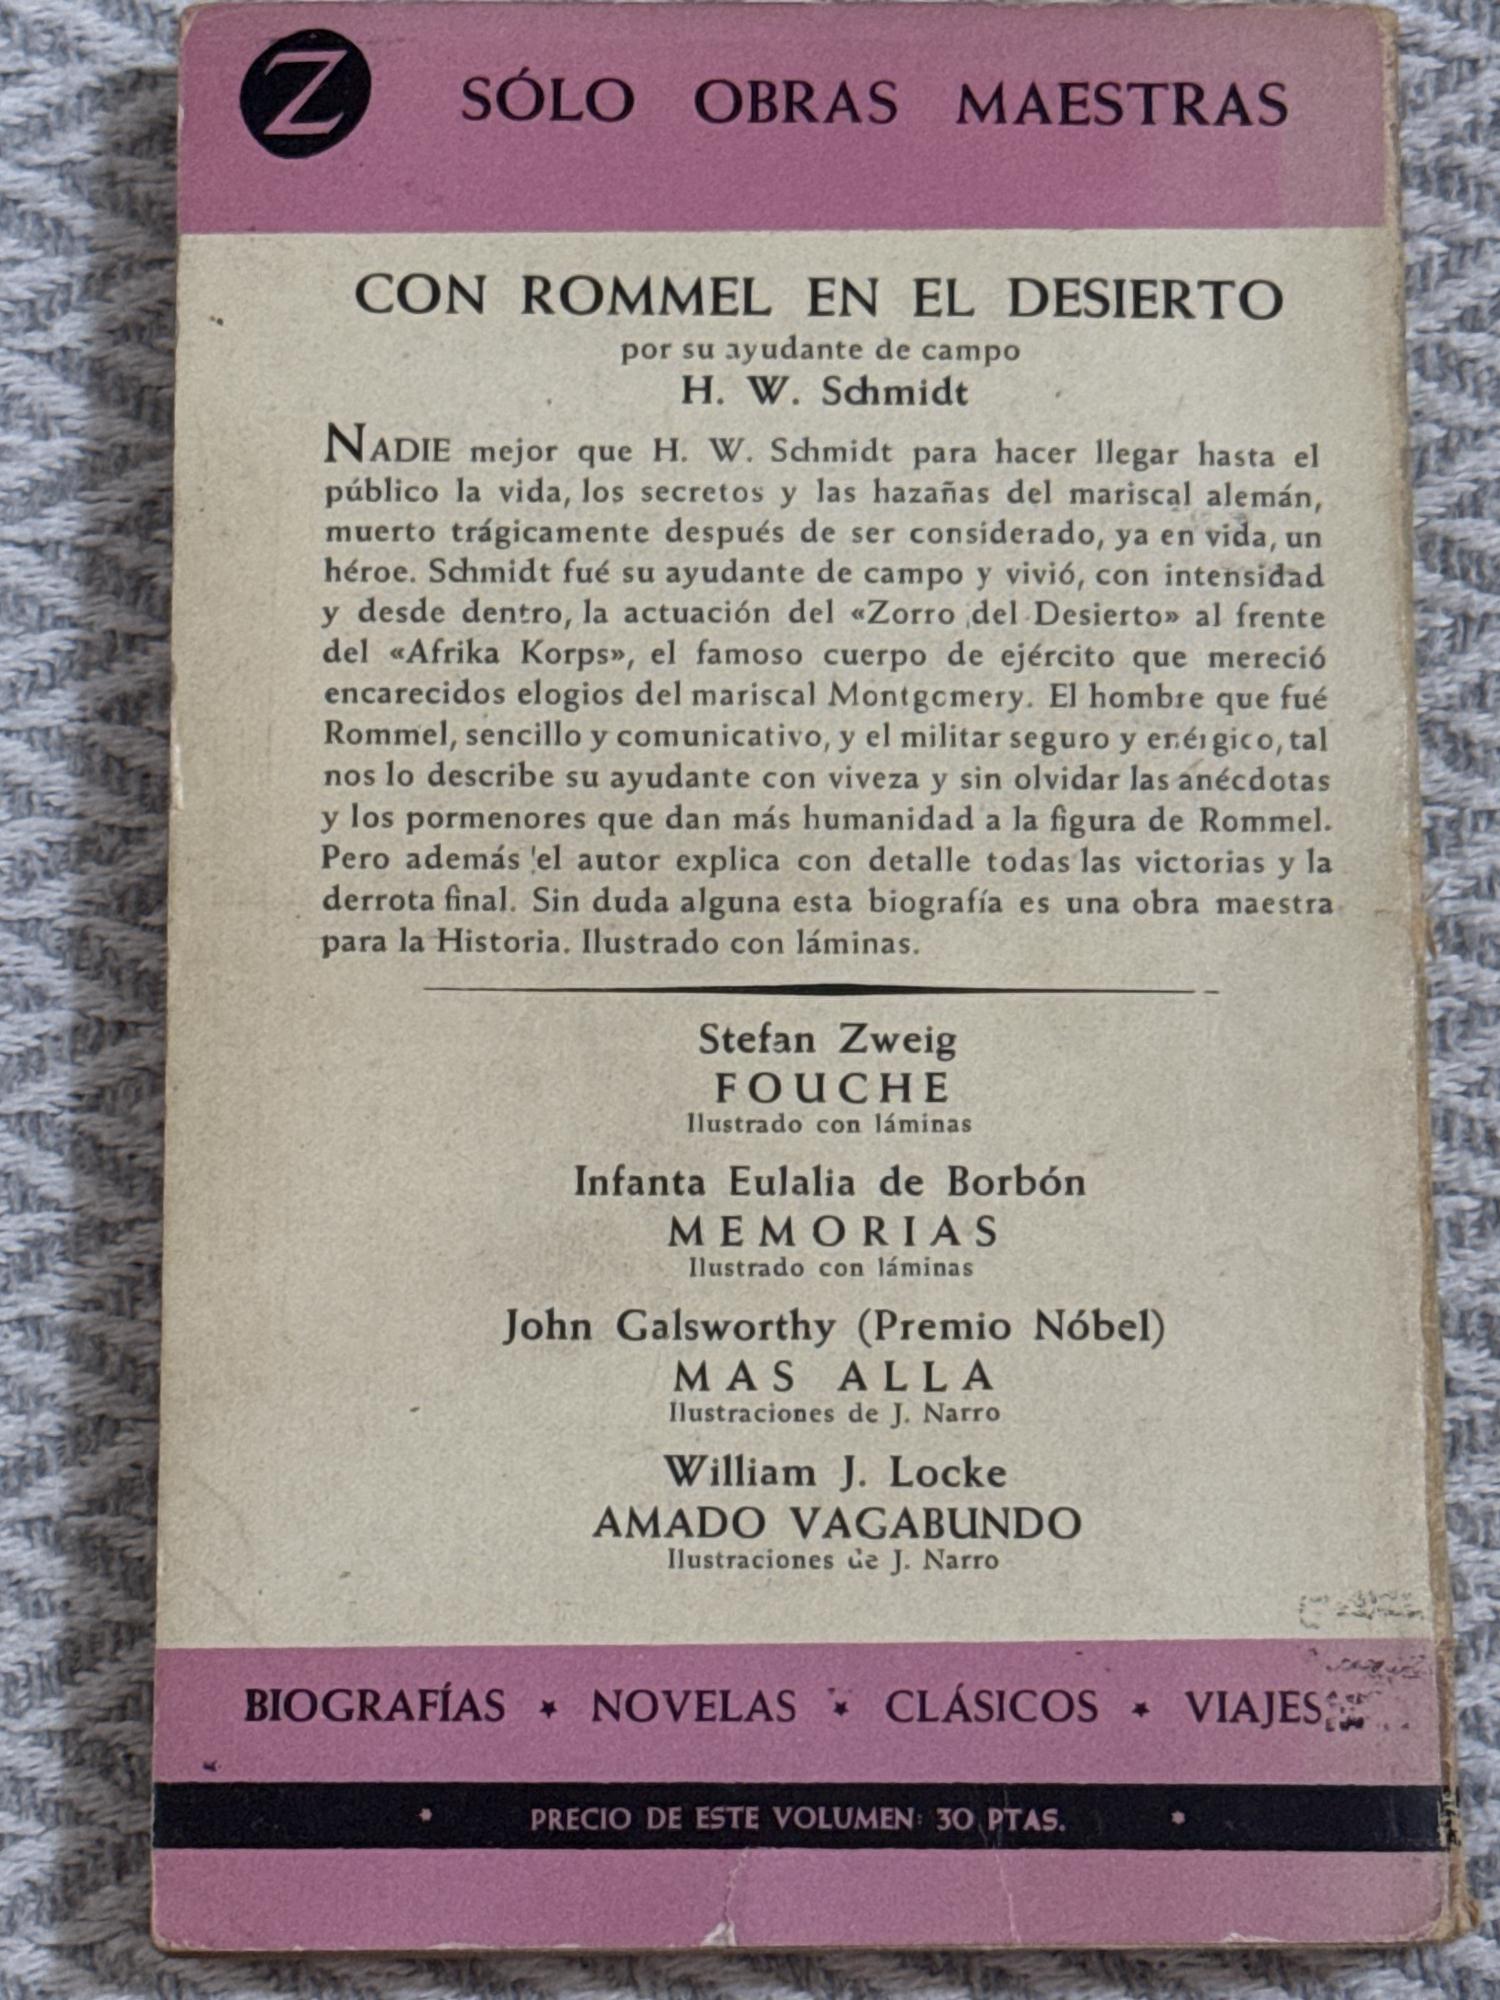 Z SÓLO OBRAS MAESTRAS
CON ROMMEL EN EL DESIERTO
por su ayudante de campo
H. W. Schmidt
NADIE mejor que H. W. Schmidt para hacer llegar hasta el
público la vida, los secretos y las hazañas del mariscal alemán,
muerto trágicamente después de ser considerado, ya en vida, un
héroe. Schmidt fué su ayudante de campo y vivió, con intensidad
y desde dentro, la actuación del «Zorro del Desierto» al frente
del «Afrika Korps», el famoso cuerpo de ejército que mereció
encarecidos elogios del mariscal Montgomery. El hombre que fué
Rommel, sencillo y comunicativo, y el militar seguro y enérgico, tal
nos lo describe su ayudante con viveza y sin olvidar las anécdotas
y los pormenores que dan más humanidad a la figura de Rommel.
Pero además el autor explica con detalle todas las victorias y la
derrota final. Sin duda alguna esta biografía es una obra maestra
para la Historia. Ilustrado con láminas.
Stefan Zweig
FOUCHE
Ilustrado con láminas
Infanta Eulalia de Borbón
MEMORIAS
Ilustrado con láminas
John Galsworthy (Premio Nóbel)
MAS ALLA
Ilustraciones de J. Narro
William J. Locke
AMADO VAGABUNDO
Ilustraciones de J. Narro
BIOGRAFÍAS ★ NOVELAS ★ CLÁSICOS ★ VIAJES
* PRECIO DE ESTE VOLUMEN: 30 PTAS. *